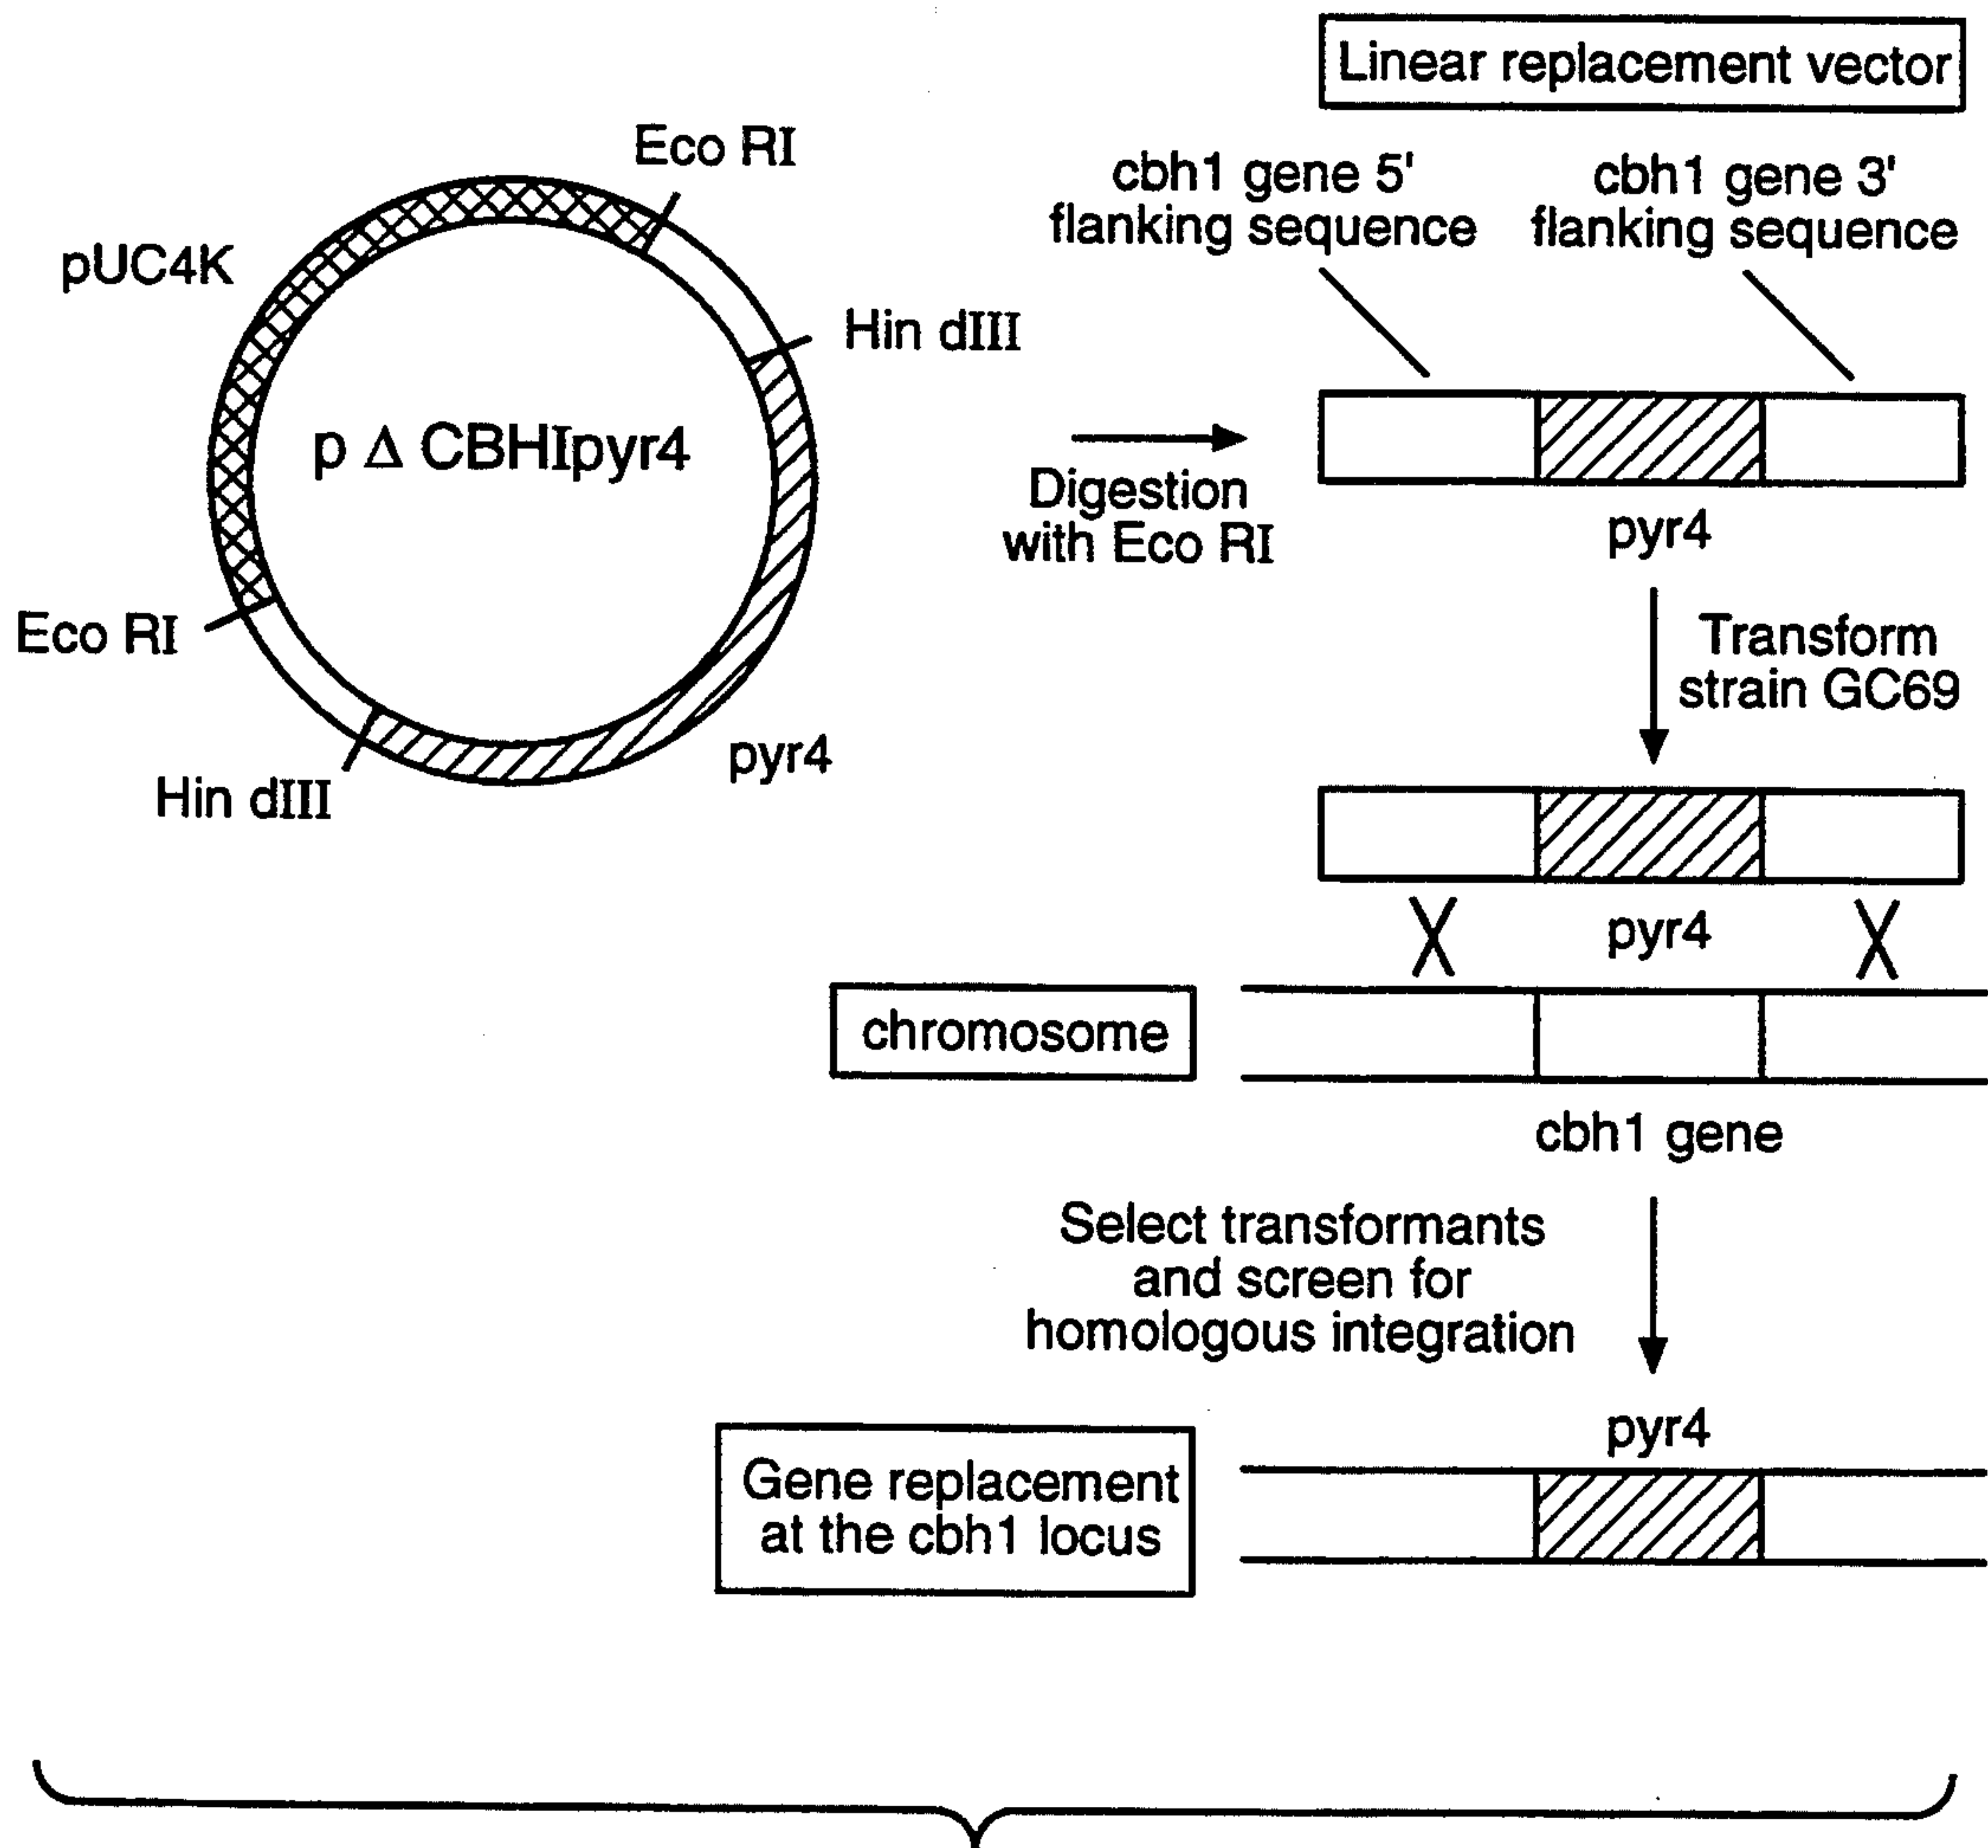 Linear replacement vector
Eco RI
cbh1 gene 5'
flanking sequence
cbh1 gene 3'
flanking sequence
pUC4K
Hin dIII
p Δ CBHIpyr4
Digestion
with Eco RI
pyr4
Eco RI
Transform
strain GC69
pyr4
Hin dIII
pyr4
chromosome
cbh1 gene
Select transformants
and screen for
homologous integration
pyr4
Gene replacement
at the cbh1 locus